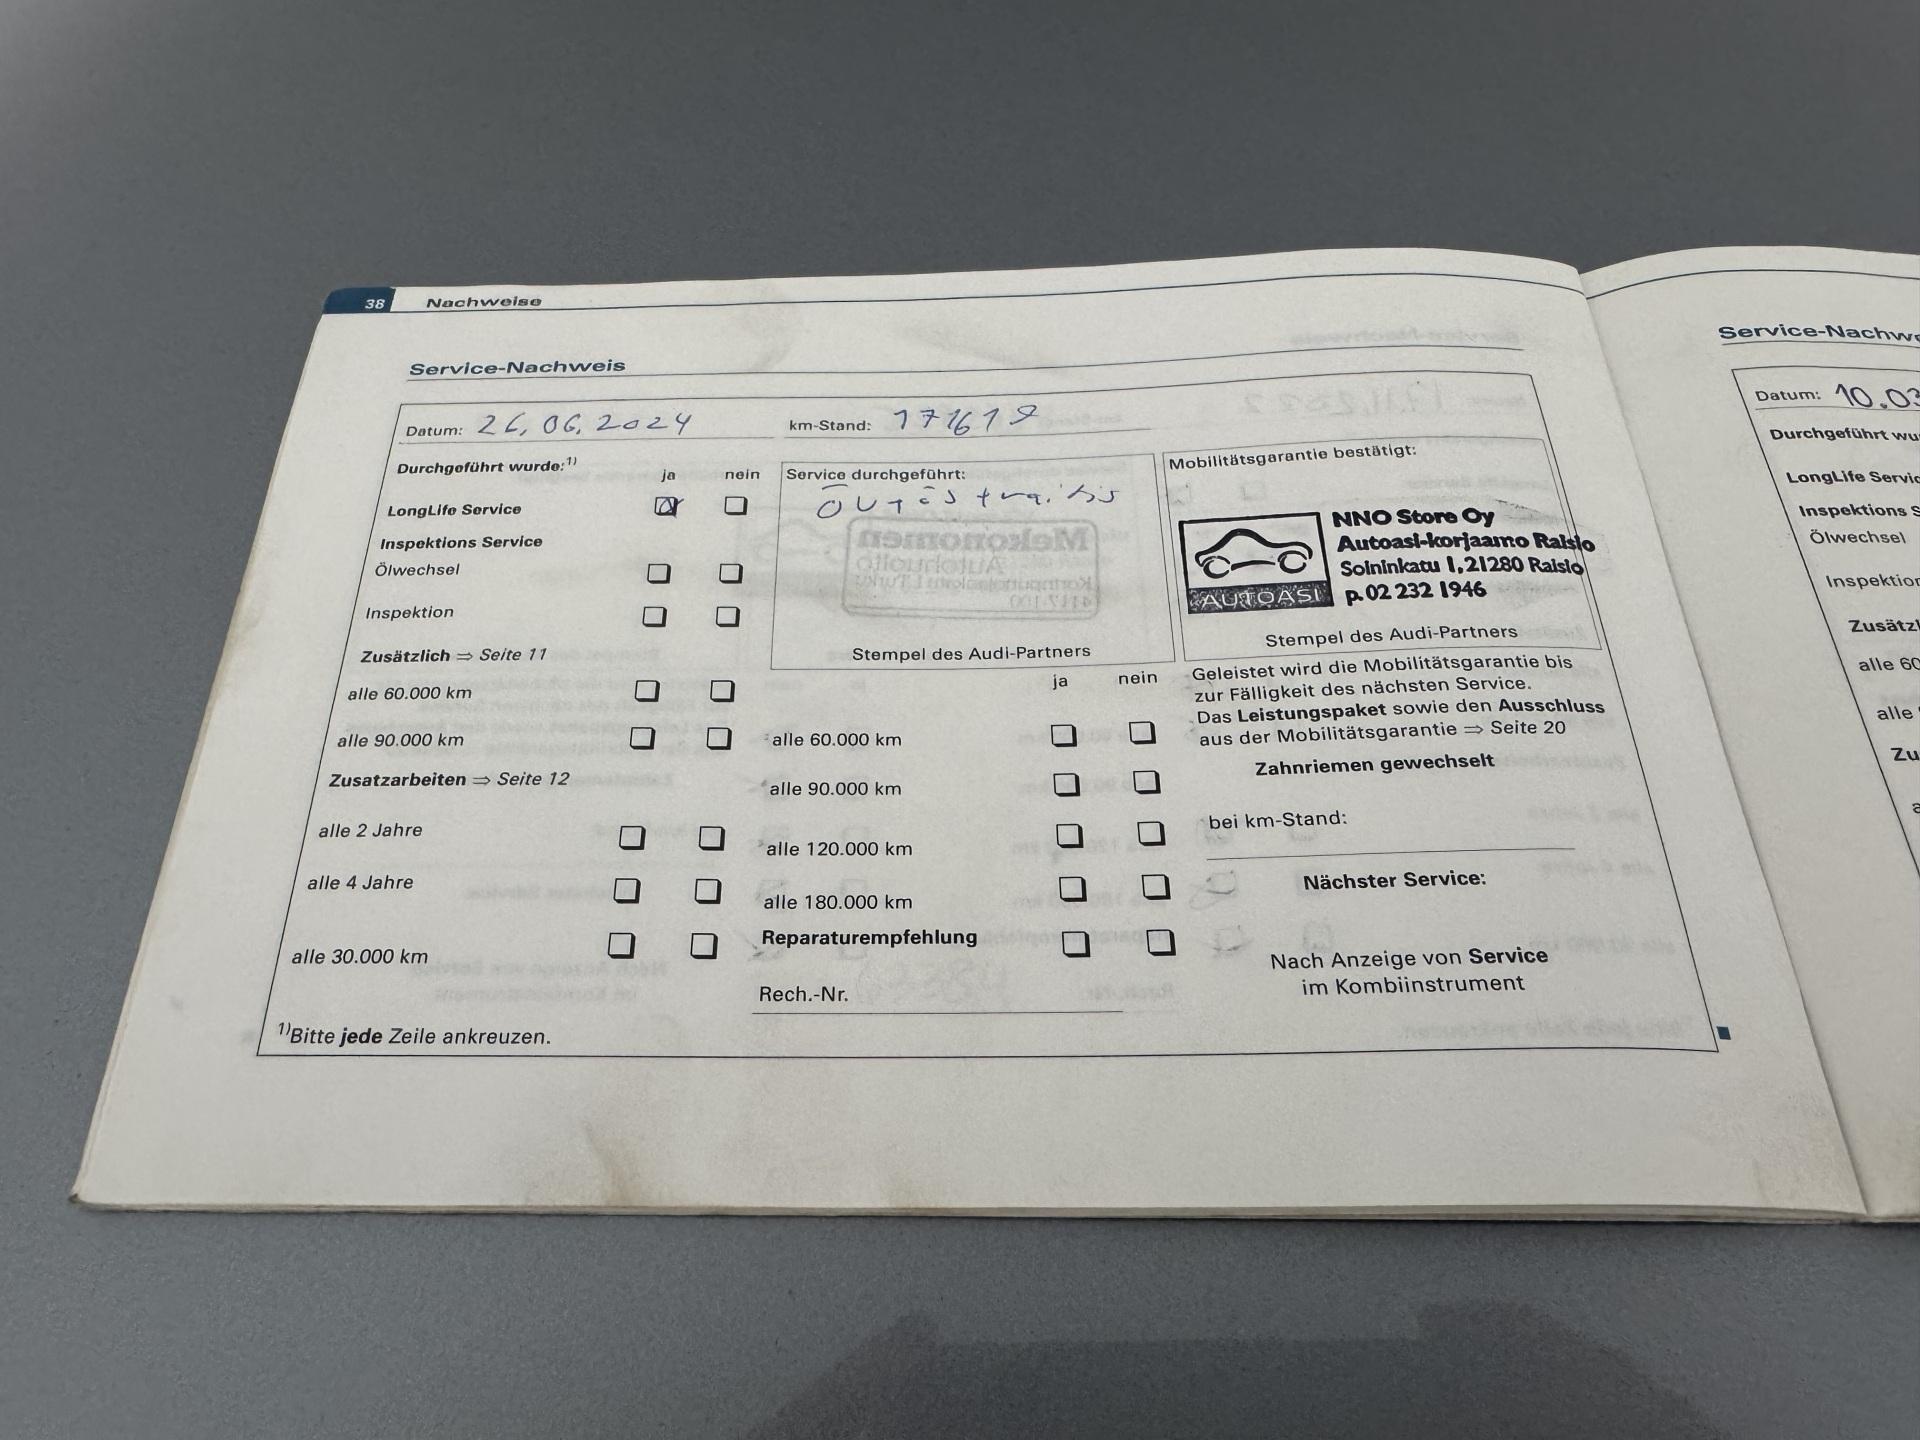 38 Nachweise
Service-Nachweis
Datum: 26.06.2024 km-Stand: 171619
Durchgeführt wurde:1) ja nein
LongLife Service
Inspektions Service
Ölwechsel
Inspektion
Zusätzlich ⇒ Seite 11
alle 60.000 km
alle 90.000 km
Zusatzarbeiten ⇒ Seite 12
alle 2 Jahre
alle 4 Jahre
alle 30.000 km
1)Bitte jede Zeile ankreuzen.
Service durchgeführt:
Stempel des Audi-Partners
ja nein
alle 60.000 km
alle 90.000 km
alle 120.000 km
alle 180.000 km
Reparaturempfehlung
Rech.-Nr.
Mobilitätsgarantie bestätigt:
NNO Store Oy
Autoasi-korjaamo Raisio
Soininkatu 1, 21280 Raisio
p. 02 232 1946
AUTOASI
Stempel des Audi-Partners
Geleistet wird die Mobilitätsgarantie bis
zur Fälligkeit des nächsten Service.
Das Leistungspaket sowie den Ausschluss
aus der Mobilitätsgarantie ⇒ Seite 20
Zahnriemen gewechselt
bei km-Stand:
Nächster Service:
Nach Anzeige von Service
im Kombiinstrument
Service-Nachw
Datum: 10.03
Durchgeführt wu
LongLife Servic
Inspektions S
Ölwechsel
Inspektion
Zusätzl
alle 60
alle
Zu